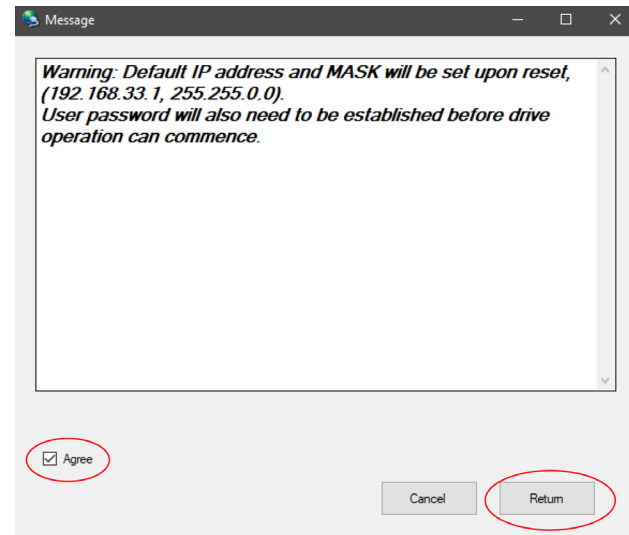 Message
Warning: Default IP address and MASK will be set upon reset,
(192.168.33.1, 255.255.0.0).
User password will also need to be established before drive
operation can commence.
Agree
Cancel
Return